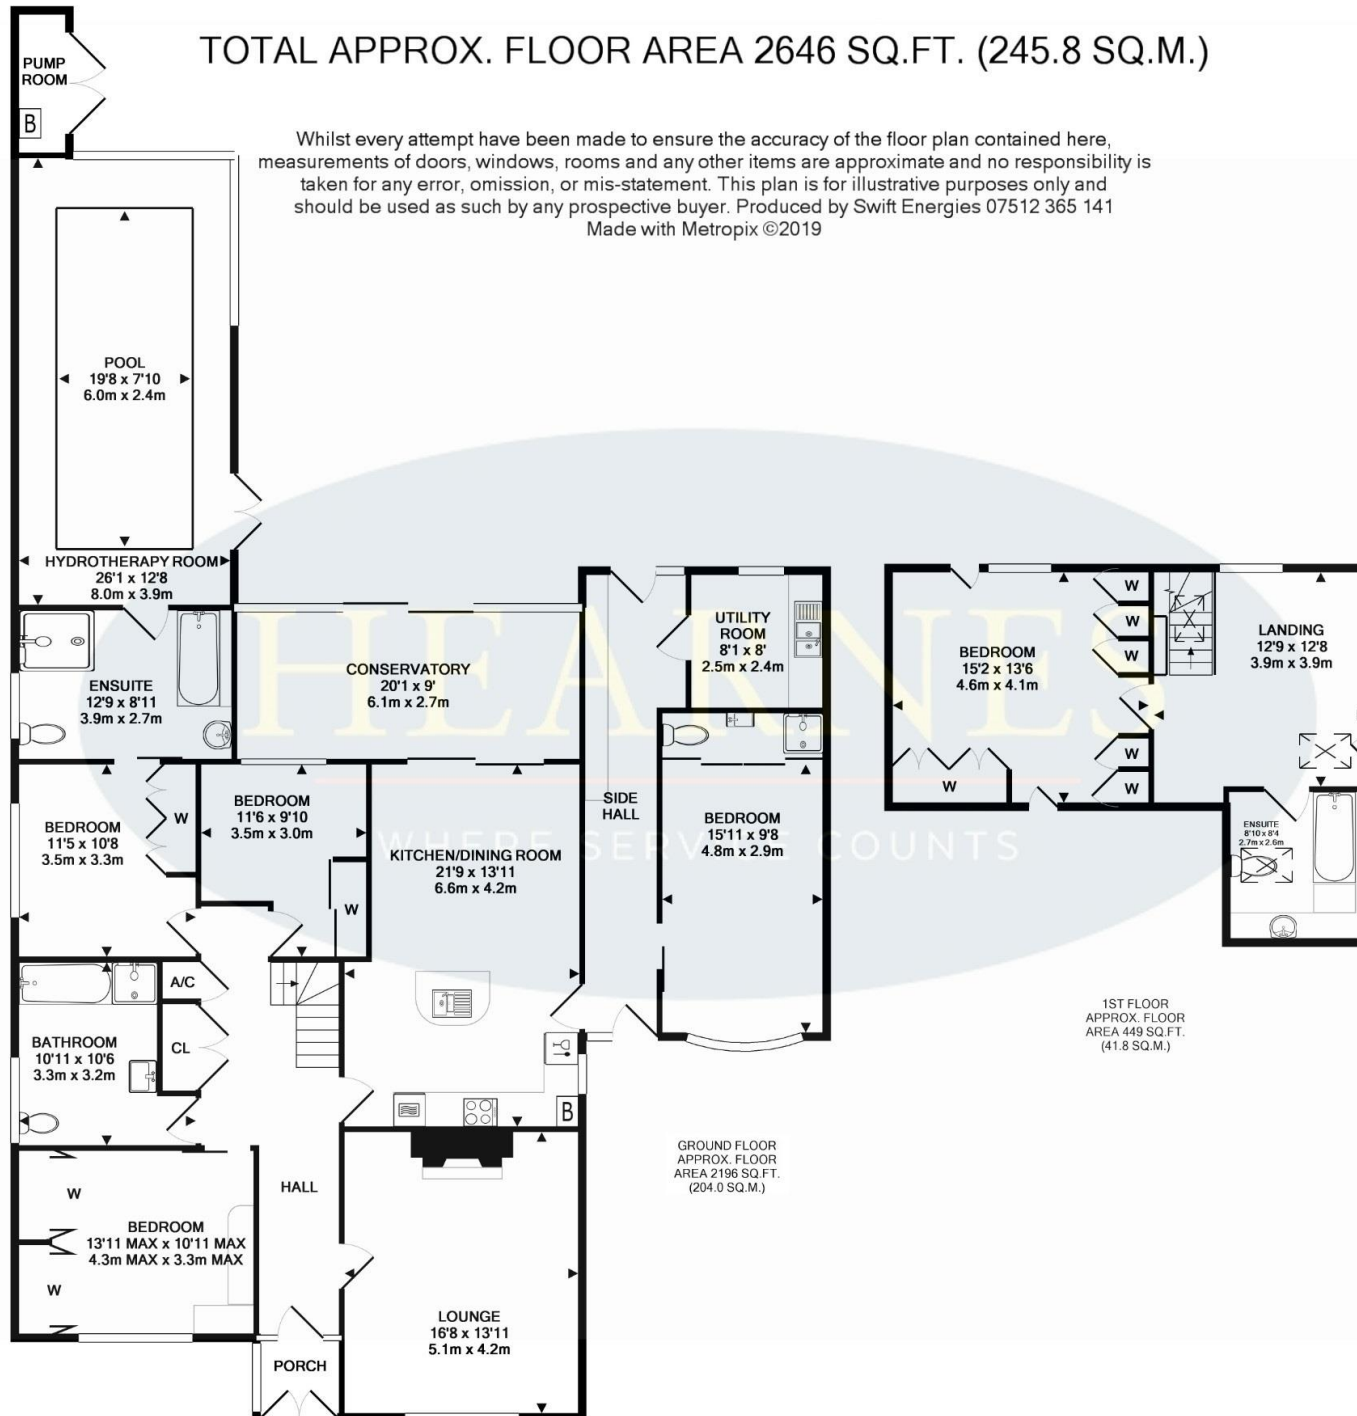 TOTAL APPROX. FLOOR AREA 2646 SQ.FT. (245.8 SQ.M.)
Whilst every attempt have been made to ensure the accuracy of the floor plan contained here,
measurements of doors, windows, rooms and any other items are approximate and no responsibility is
taken for any error, omission, or mis-statement. This plan is for illustrative purposes only and
should be used as such by any prospective buyer. Produced by Swift Energies 07512 365 141
Made with Metropix ©2019
PUMP
ROOM
B
POOL
19'8 x 7'10
6.0m x 2.4m
HYDROTHERAPY ROOM
26'1 x 12'8
8.0m x 3.9m
ENSUITE
12'9 x 8'11
3.9m x 2.7m
CONSERVATORY
20'1 x 9'
6.1m x 2.7m
UTILITY
ROOM
8'1 x 8'
2.5m x 2.4m
BEDROOM
11'5 x 10'8
3.5m x 3.3m
W
BEDROOM
11'6 x 9'10
3.5m x 3.0m
W
KITCHEN/DINING ROOM
21'9 x 13'11
6.6m x 4.2m
B
SIDE
HALL
BEDROOM
15'11 x 9'8
4.8m x 2.9m
A/C
CL
BATHROOM
10'11 x 10'6
3.3m x 3.2m
HALL
W
BEDROOM
13'11 MAX x 10'11 MAX
4.3m MAX x 3.3m MAX
W
LOUNGE
16'8 x 13'11
5.1m x 4.2m
PORCH
GROUND FLOOR
APPROX. FLOOR
AREA 2196 SQ.FT.
(204.0 SQ.M.)
BEDROOM
15'2 x 13'6
4.6m x 4.1m
W
W
W
W
W
W
LANDING
12'9 x 12'8
3.9m x 3.9m
ENSUITE
8'10 x 8'4
2.7m x 2.6m
1ST FLOOR
APPROX. FLOOR
AREA 449 SQ.FT.
(41.8 SQ.M.)
HEARNES
WHERE SERVICE COUNTS